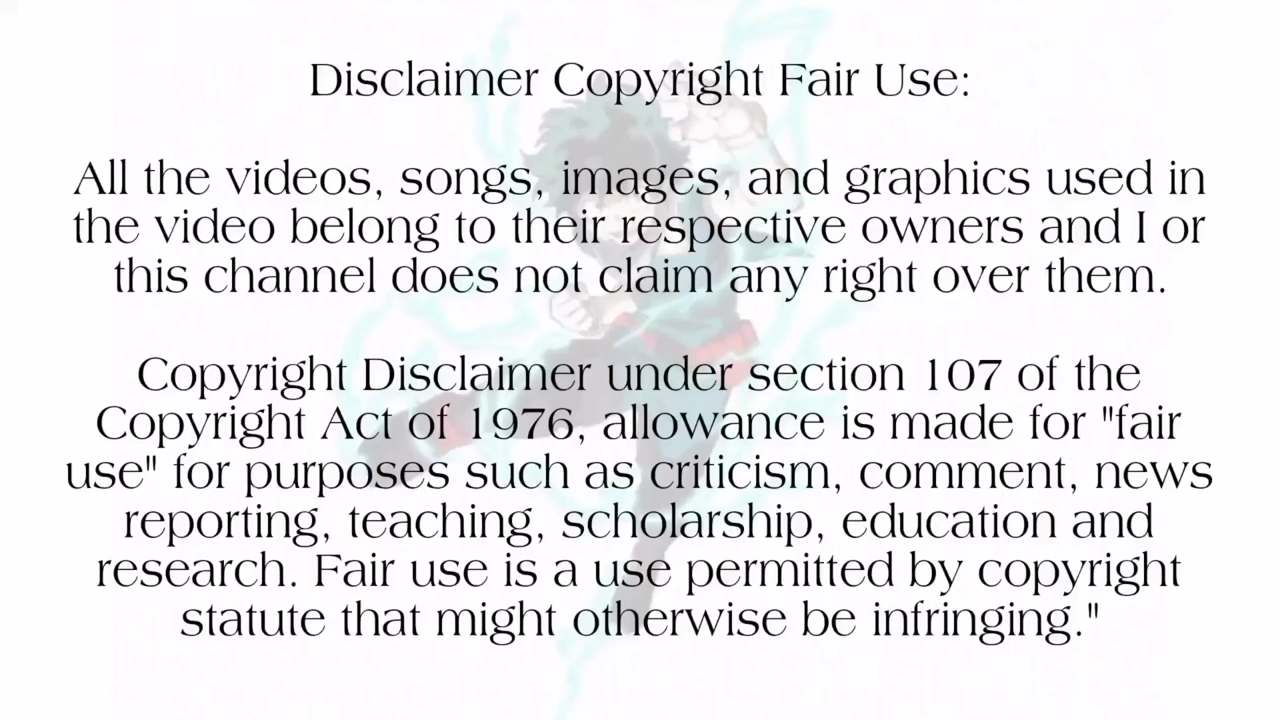 Disclaimer Copyright Fair Use:
All the videos, songs, images, and graphics used in
the video belong to their respective owners and I or
this channel does not claim any right over them.
Copyright Disclaimer under section 107 of the
Copyright Act of 1976, allowance is made for "fair
use" for purposes such as criticism, comment, news
reporting, teaching, scholarship, education and
research. Fair use is a use permitted by copyright
statute that might otherwise be infringing."